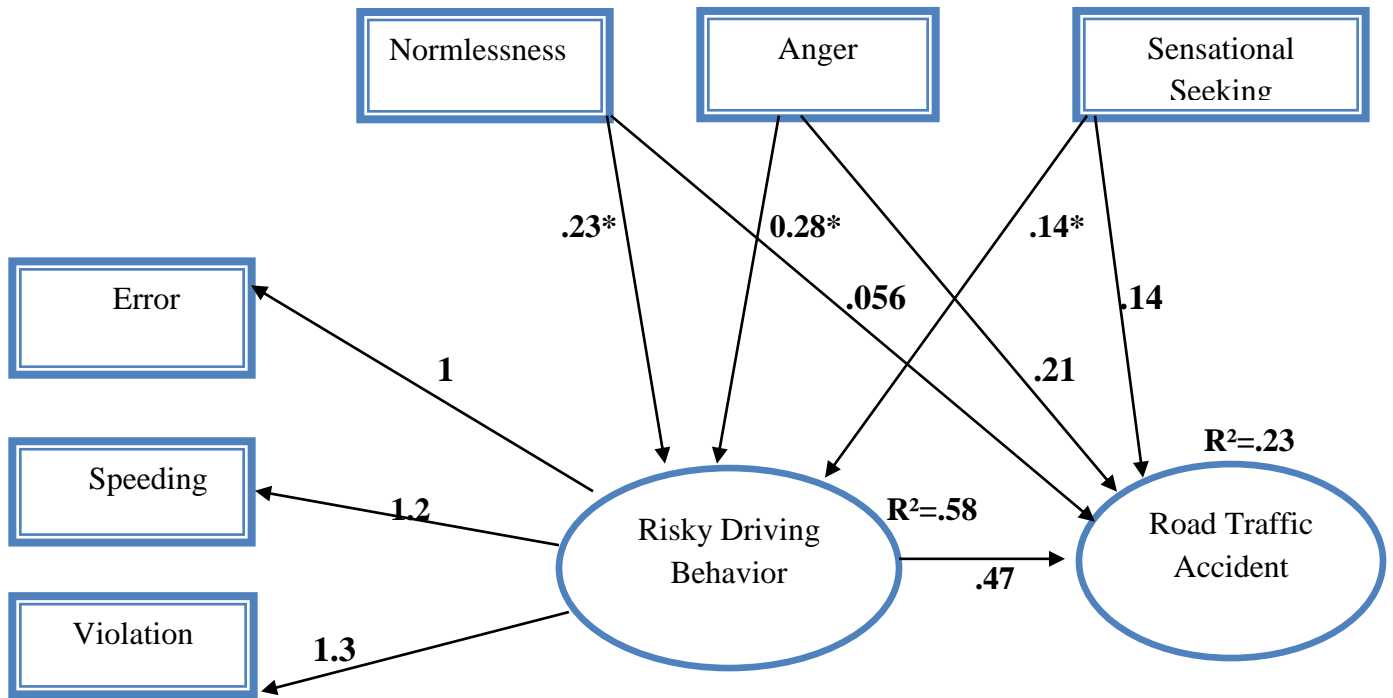 Normlessness
Anger
Sensational
Seeking
.23*
0.28*
.14*
.056
.14
Error
1
.21
R²=.23
Speeding
1.2
R²=.58
Risky Driving
Behavior
Road Traffic
Accident
.47
Violation
1.3